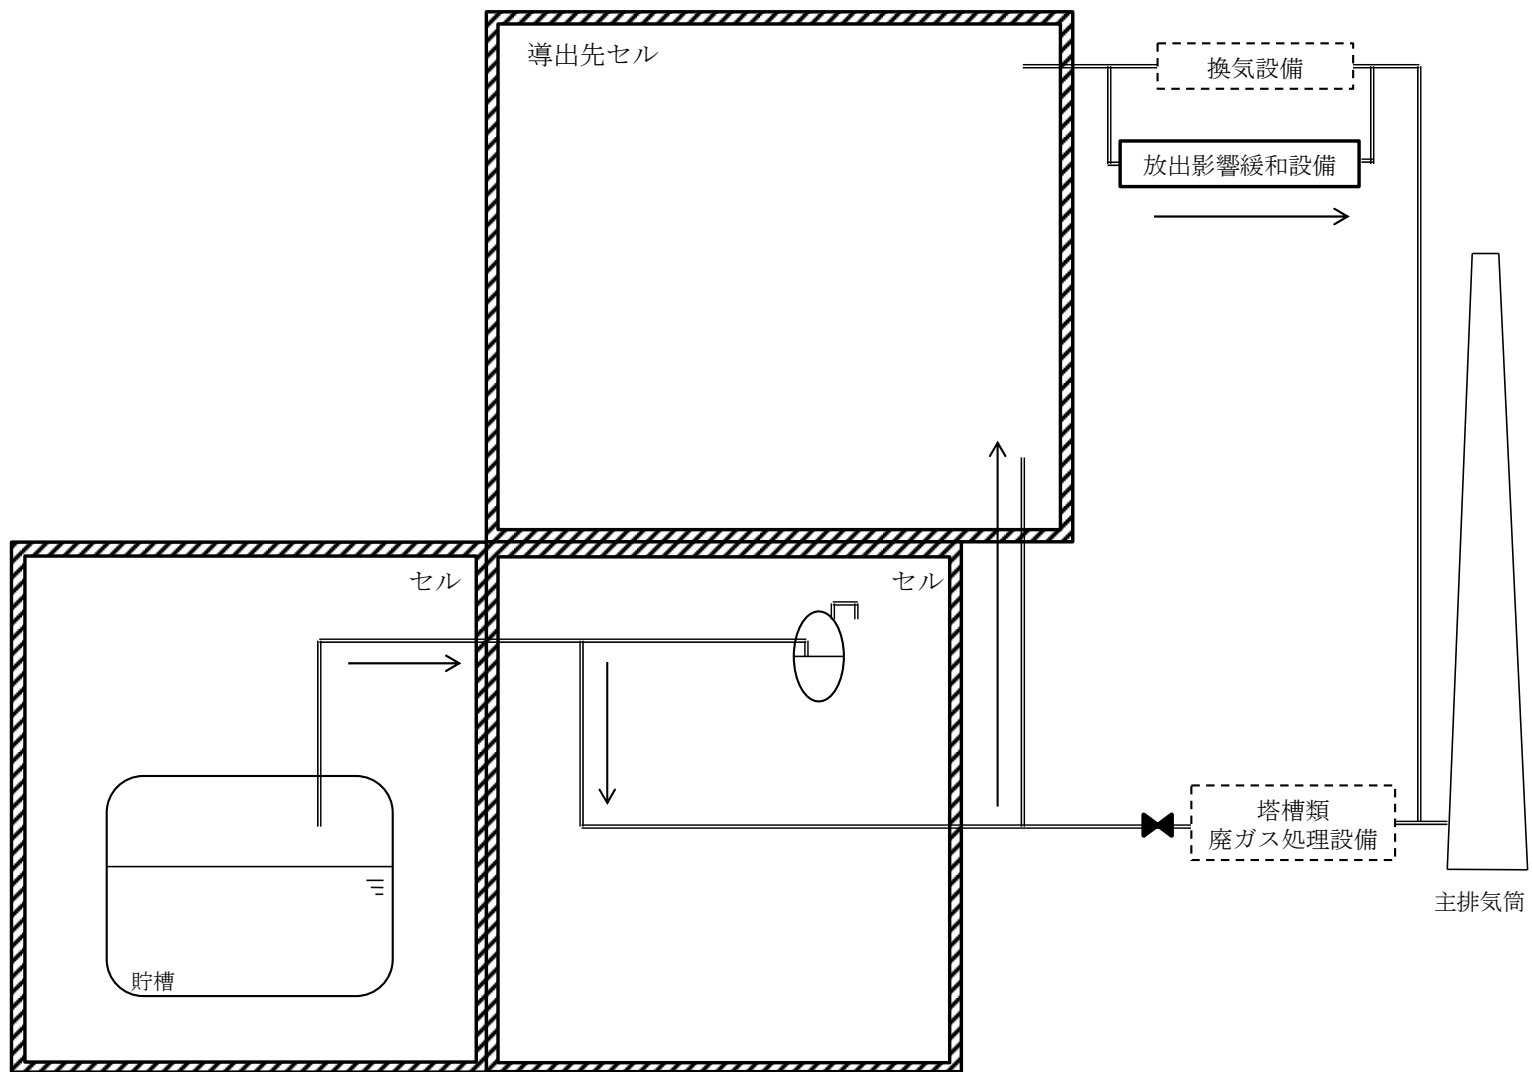 導出先セル
換気設備
放出影響緩和設備
セル
セル
塔槽類
廃ガス処理設備
主排気筒
貯槽